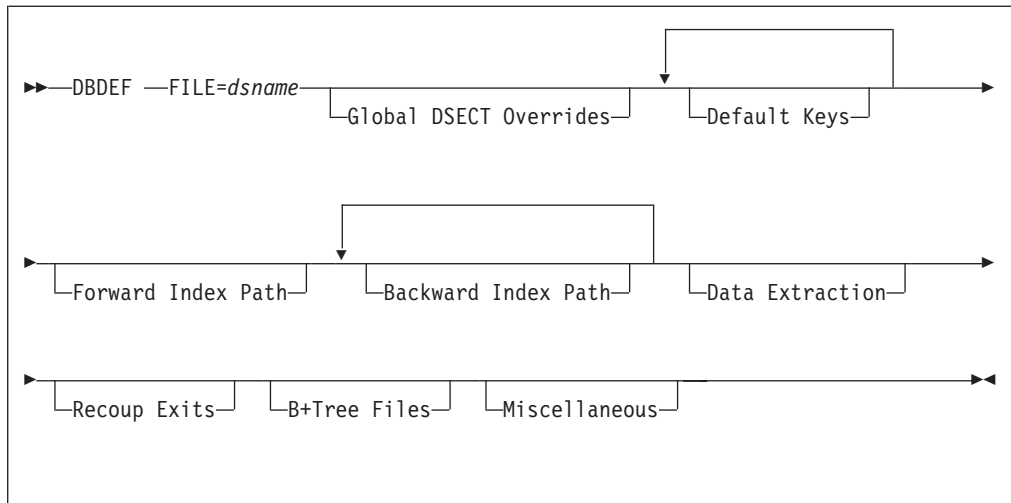 DBDEF FILE=dsname
Global DSECT Overrides Default Keys
Forward Index Path Backward Index Path Data Extraction
Recoup Exits B+Tree Files Miscellaneous